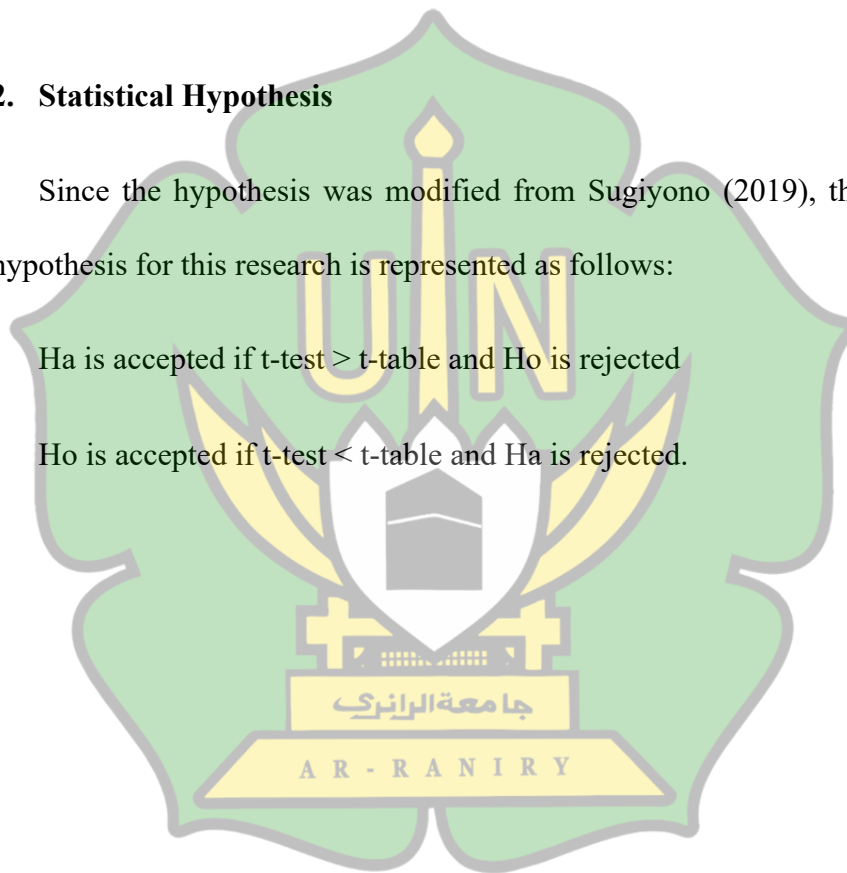 2. Statistical Hypothesis
Since the hypothesis was modified from Sugiyono (2019), th
hypothesis for this research is represented as follows:
Ha is accepted if t-test > t-table and Ho is rejected
Ho is accepted if t-test < t-table and Ha is rejected.
UIN
جامعةالرانري
AR-RANIRY